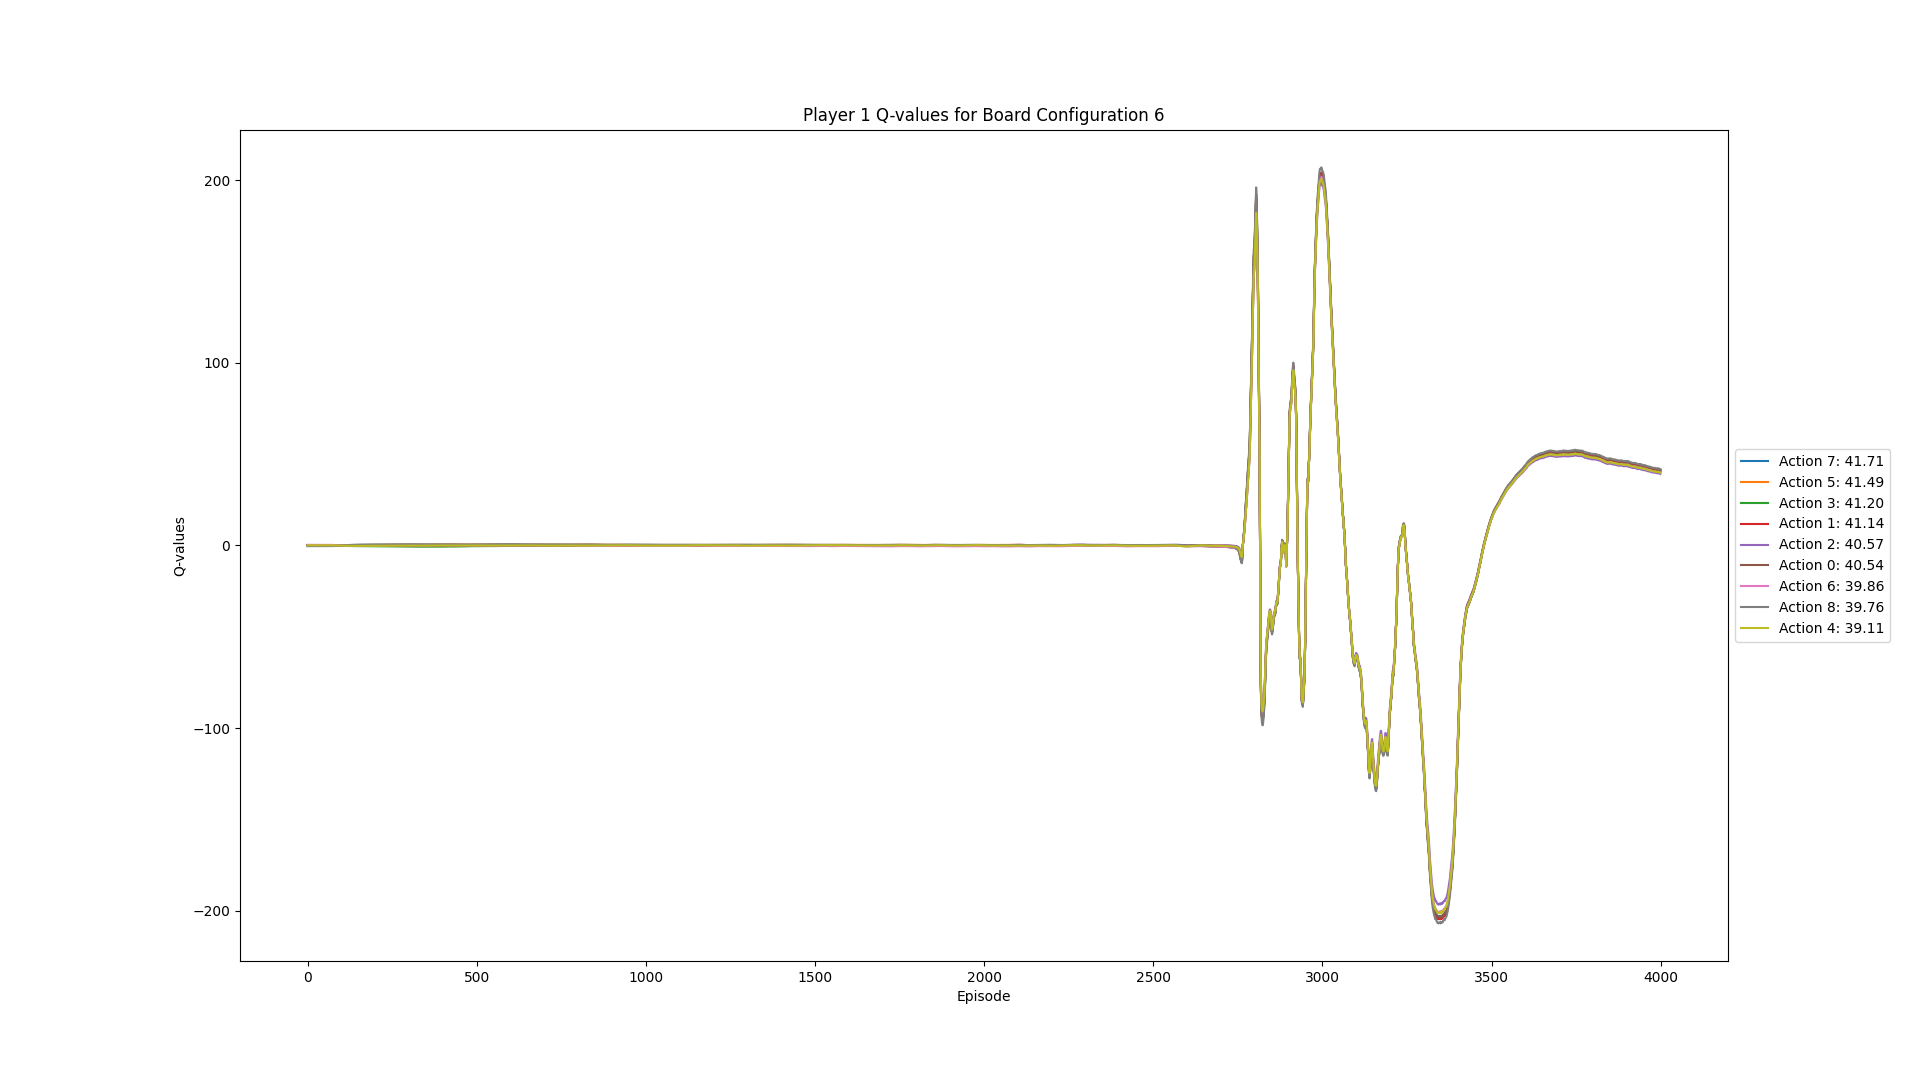 Player 1 Q-values for Board Configuration 6
200
100
0
−100
−200
Q-values
0
500
1000
1500
2000
2500
3000
3500
4000
Episode
Action 7: 41.71
Action 5: 41.49
Action 3: 41.20
Action 1: 41.14
Action 2: 40.57
Action 0: 40.54
Action 6: 39.86
Action 8: 39.76
Action 4: 39.11